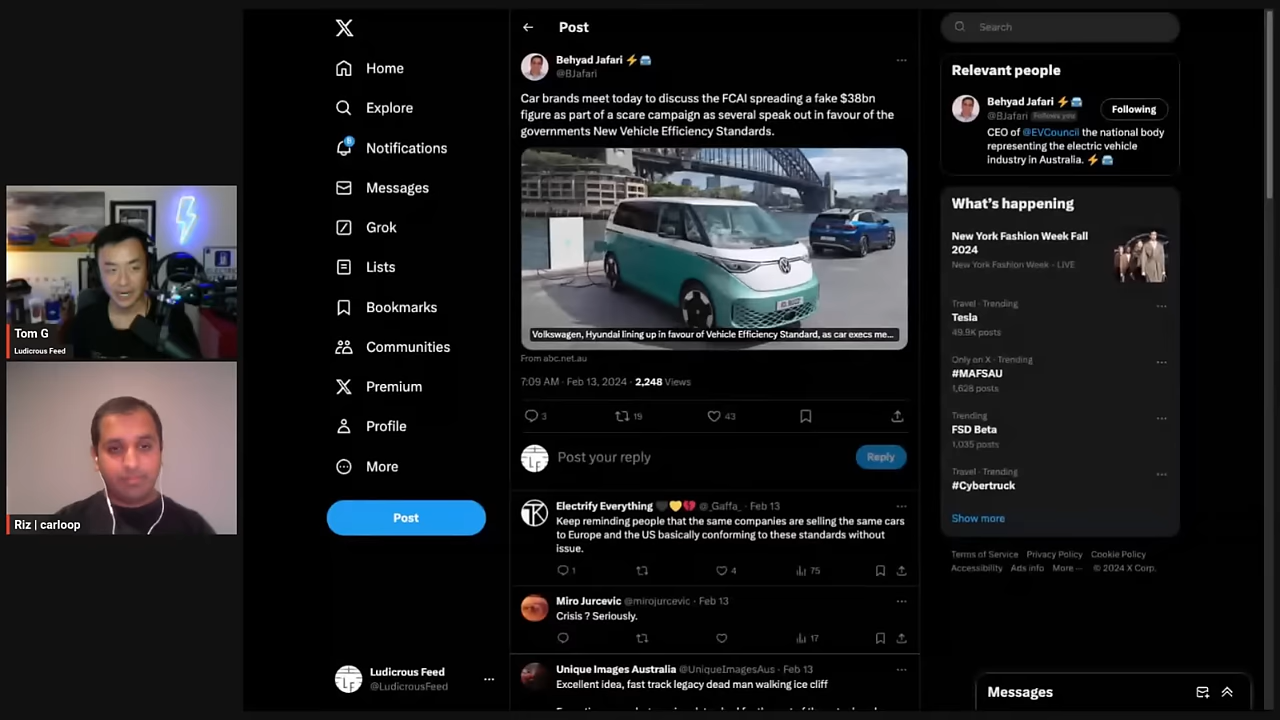 Tom G
Ludicrous Feed
Riz | carloop
X
Home
Explore
Notifications
Messages
Grok
Lists
Bookmarks
Communities
Premium
Profile
More
Post
Ludicrous Feed
@LudicrousFeed
Post
Behyad Jafari
@BJafari
Car brands meet today to discuss the FCAI spreading a fake $38bn
figure as part of a scare campaign as several speak out in favour of the
governments New Vehicle Efficiency Standards.
Volkswagen, Hyundai lining up in favour of Vehicle Efficiency Standard, as car execs me...
From abc.net.au
7:09 AM · Feb 13, 2024 · 2,248 Views
3 19 43
LF Post your reply Reply
Electrify Everything @_Gaffa_ · Feb 13
Keep reminding people that the same companies are selling the same cars
to Europe and the US basically conforming to these standards without
issue.
1 4 75
Miro Jurcevic @mirojurcevic · Feb 13
Crisis ? Seriously.
17
Unique Images Australia @UniqueImagesAus · Feb 13
Excellent idea, fast track legacy dead man walking ice cliff
Search
Relevant people
Behyad Jafari
@BJafari Follows you
Following
CEO of @EVCouncil the national body
representing the electric vehicle
industry in Australia.
What's happening
New York Fashion Week Fall
2024
New York Fashion Week · LIVE
Travel · Trending
Tesla
49.9K posts
Only on X · Trending
#MAFSAU
1,628 posts
Trending
FSD Beta
1,035 posts
Travel · Trending
#Cybertruck
Show more
Terms of Service Privacy Policy Cookie Policy
Accessibility Ads info More ··· © 2024 X Corp.
Messages